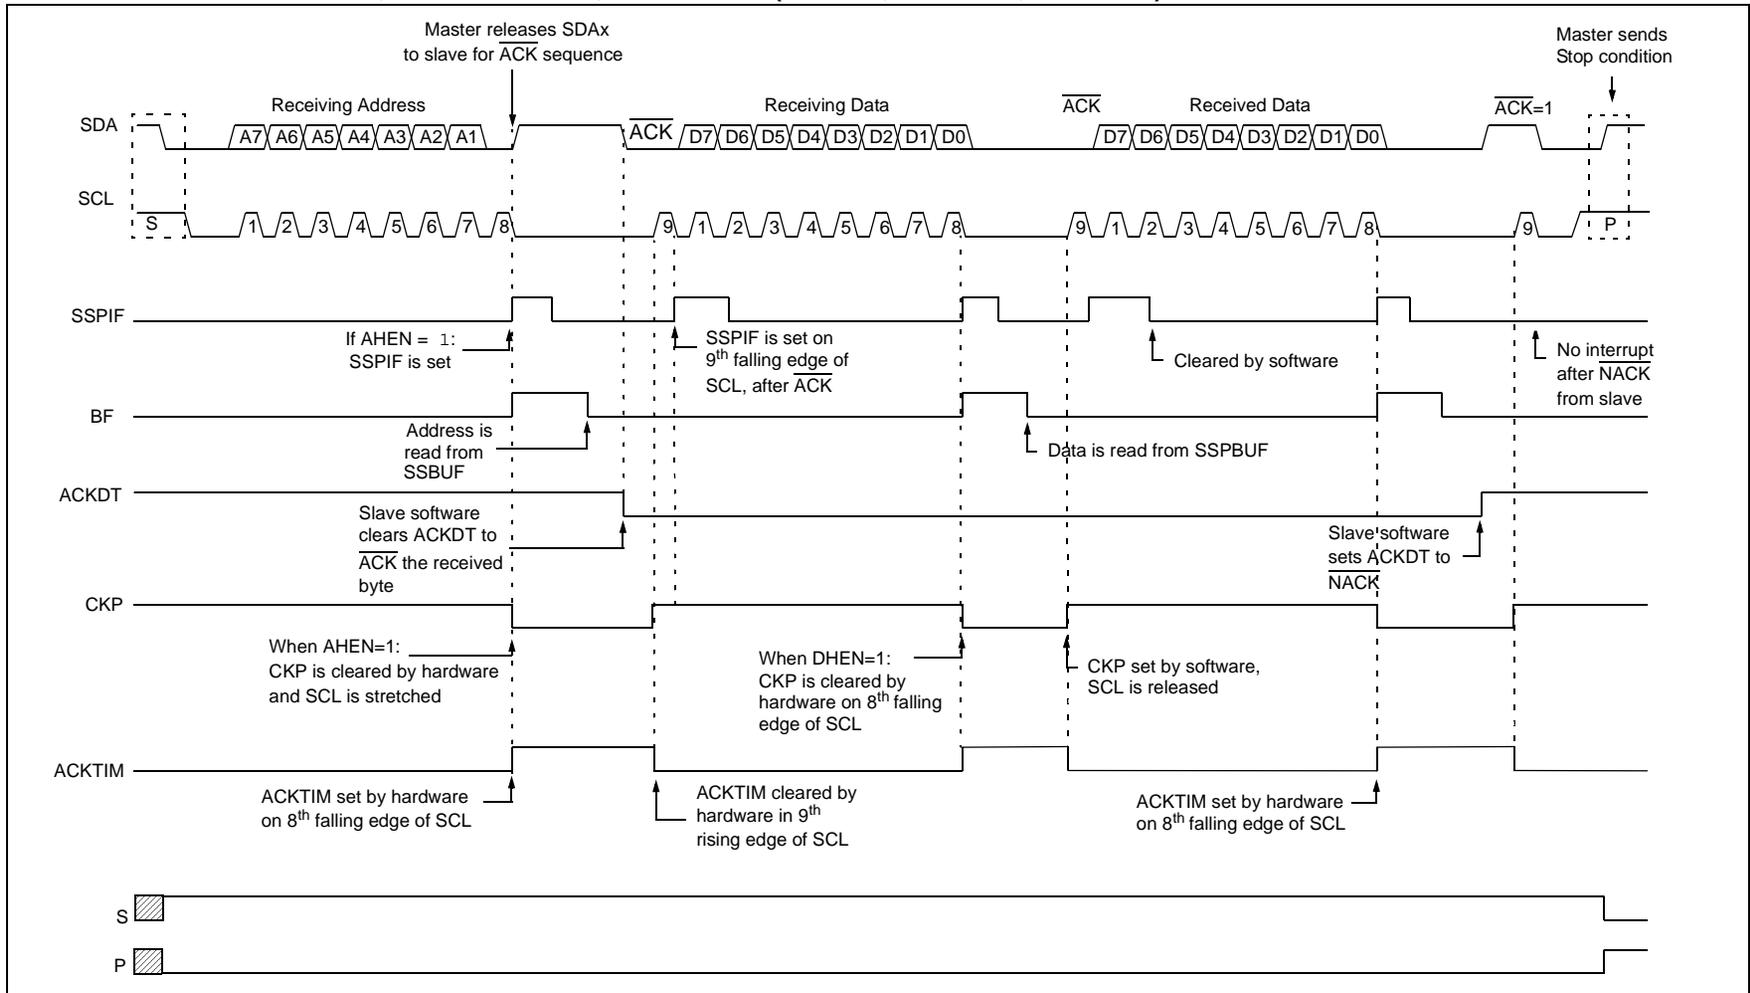 Master releases SDAx
to slave for ACK sequence
Master sends
Stop condition
Receiving Address
Receiving Data
ACK
Received Data
ACK=1
SDA
A7 A6 A5 A4 A3 A2 A1
ACK
D7 D6 D5 D4 D3 D2 D1 D0
D7 D6 D5 D4 D3 D2 D1 D0
SCL
S
1 2 3 4 5 6 7 8
9 1 2 3 4 5 6 7 8
9 1 2 3 4 5 6 7 8
9
P
SSPIF
If AHEN = 1:
SSPIF is set
SSPIF is set on
9th falling edge of
SCL, after ACK
Cleared by software
No interrupt
after NACK
from slave
BF
Address is
read from
SSBUF
Data is read from SSPBUF
ACKDT
Slave software
clears ACKDT to
ACK the received
byte
Slave software
sets ACKDT to
NACK
CKP
When AHEN=1:
CKP is cleared by hardware
and SCL is stretched
When DHEN=1:
CKP is cleared by
hardware on 8th falling
edge of SCL
CKP set by software,
SCL is released
ACKTIM
ACKTIM set by hardware
on 8th falling edge of SCL
ACKTIM cleared by
hardware in 9th
rising edge of SCL
ACKTIM set by hardware
on 8th falling edge of SCL
S
P